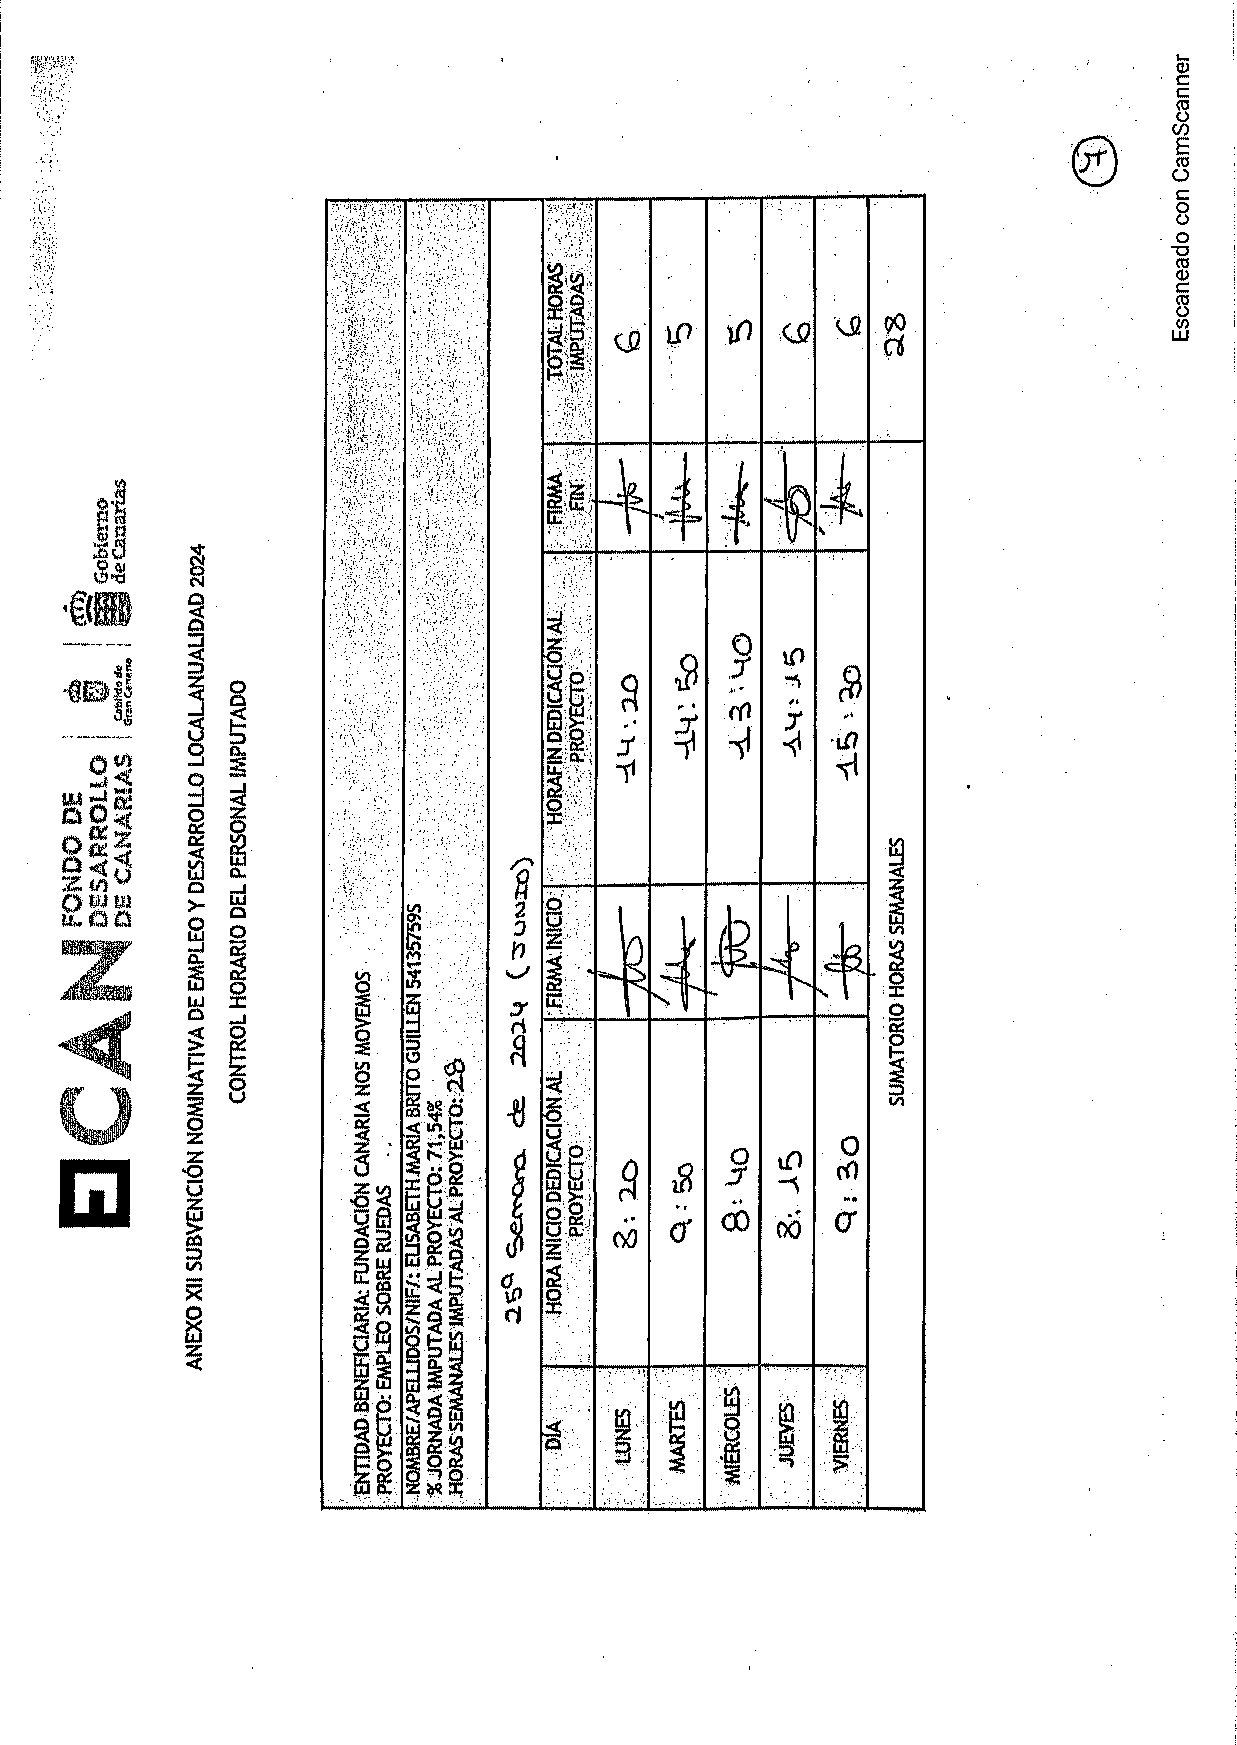 CAN FONDO DE
DESARROLLO
DE CANARIAS
Cabildo de
Gran Canaria
Gobierno
de Canarias
ANEXO XII SUBVENCIÓN NOMINATIVA DE EMPLEO Y DESARROLLO LOCAL ANUALIDAD 2024
CONTROL HORARIO DEL PERSONAL IMPUTADO
ENTIDAD BENEFICIARIA: FUNDACIÓN CANARIA NOS MOVEMOS
PROYECTO: EMPLEO SOBRE RUEDAS
NOMBRE/APELLIDOS/NIF/: ELISABETH MARIA BRITO GUILLEN 54135759S
% JORNADA IMPUTADA AL PROYECTO: 71,54%
HORAS SEMANALES IMPUTADAS AL PROYECTO: 28
25ª Semana de 2024 (JUNIO)
DÍA HORA INICIO DEDICACIÓN AL PROYECTO FIRMA INICIO HORA FIN DEDICACIÓN AL PROYECTO FIRMA FIN TOTAL HORAS IMPUTADAS
LUNES 8:20 14:20 6
MARTES 9:50 14:50 5
MIÉRCOLES 8:40 13:40 5
JUEVES 8:15 14:15 6
VIERNES 9:30 15:30 6
SUMATORIO HORAS SEMANALES 28
Escaneado con CamScanner